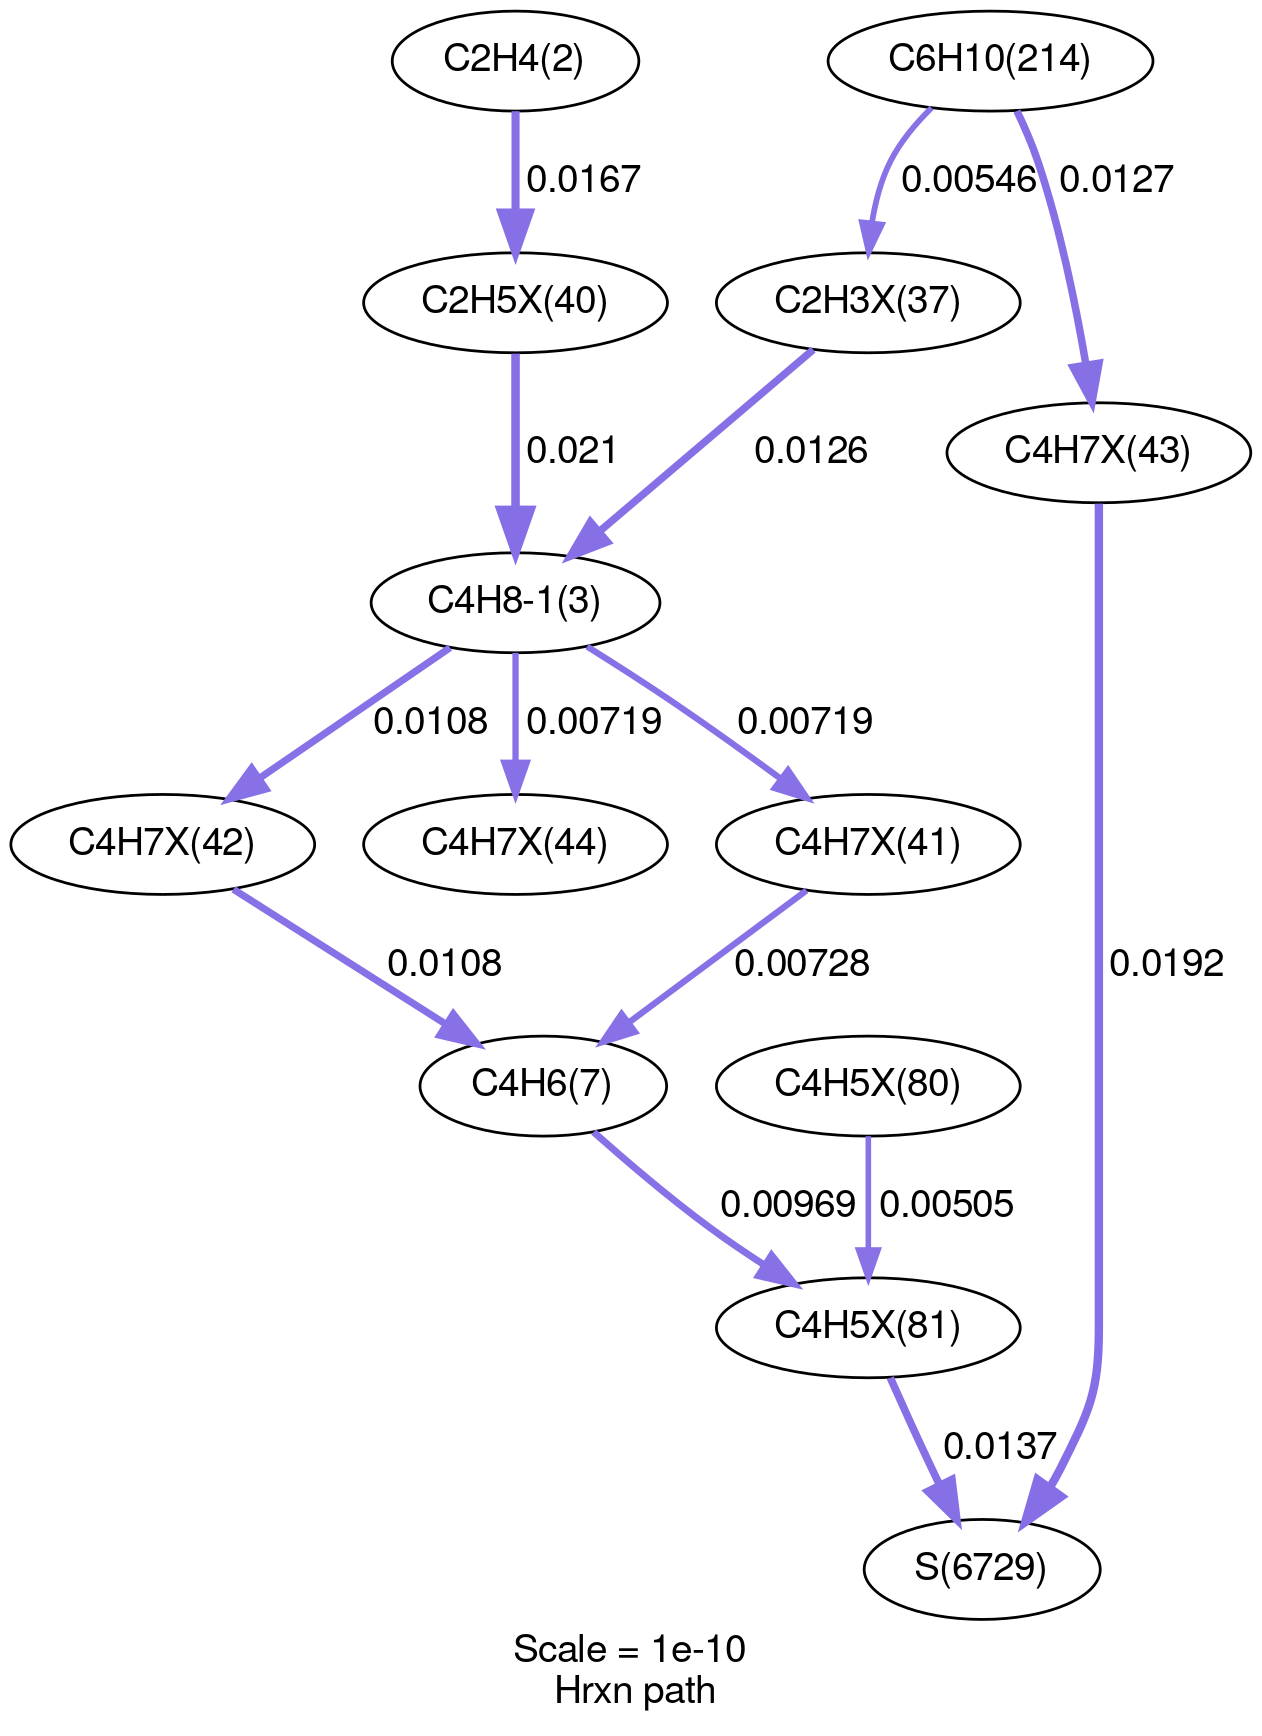 C2H4(2)
C6H10(214)
0.0167
0.00546
0.0127
C2H5X(40)
C2H3X(37)
C4H7X(43)
0.021
0.0126
C4H8-1(3)
0.0108
0.00719
0.00719
C4H7X(42)
C4H7X(44)
C4H7X(41)
0.0108
0.00728
0.0192
C4H6(7)
C4H5X(80)
0.00969
0.00505
C4H5X(81)
0.0137
S(6729)
Scale = 1e-10
Hrxn path